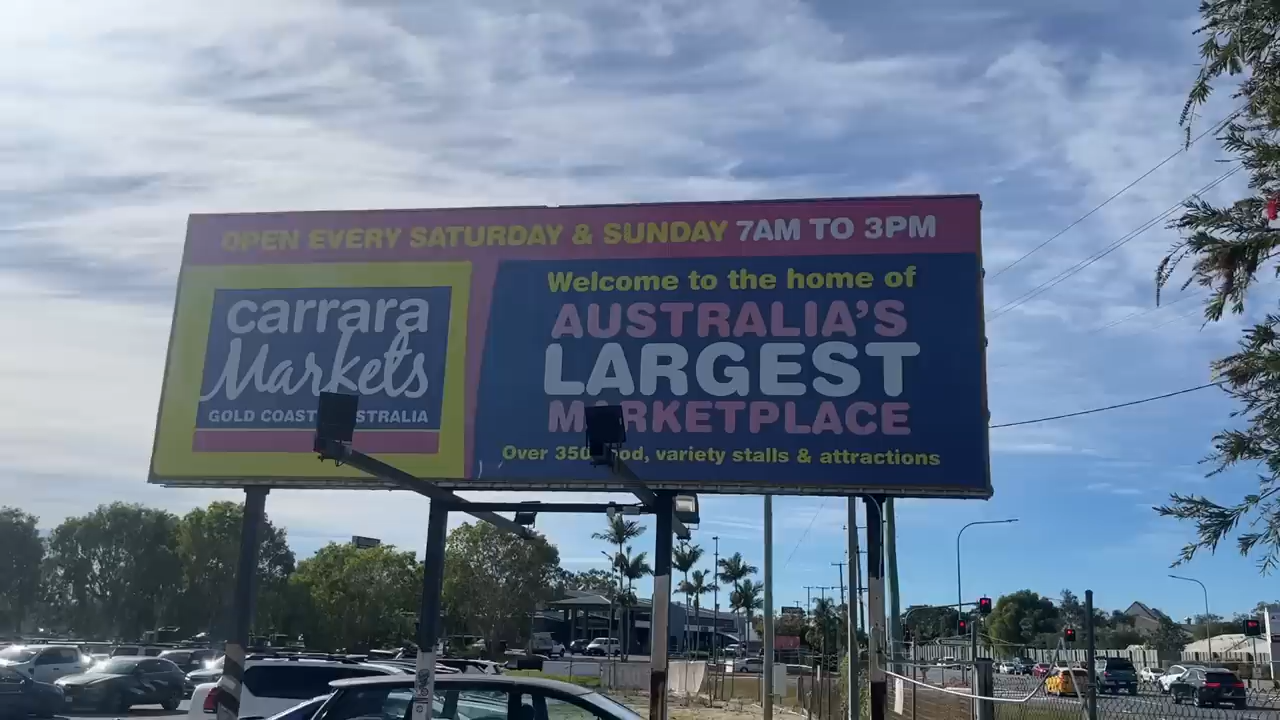 OPEN EVERY SATURDAY & SUNDAY 7AM TO 3PM
carrara
Markets
GOLD COAST AUSTRALIA
Welcome to the home of
AUSTRALIA'S
LARGEST
MARKETPLACE
Over 350 food, variety stalls & attractions